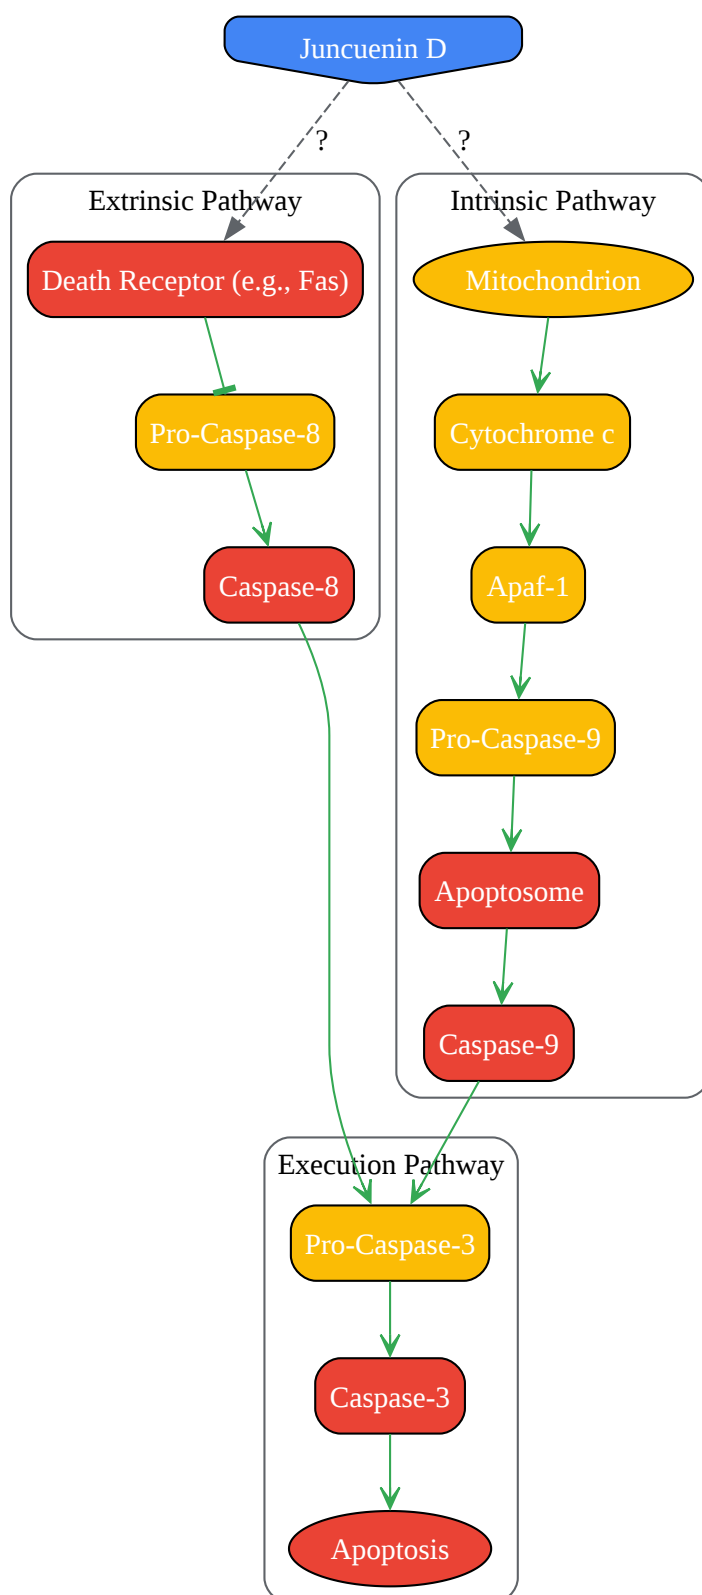 Juncuenin D
?
?
Extrinsic Pathway
Death Receptor (e.g., Fas)
Pro-Caspase-8
Caspase-8
Intrinsic Pathway
Mitochondrion
Cytochrome c
Apaf-1
Pro-Caspase-9
Apoptosome
Caspase-9
Execution Pathway
Pro-Caspase-3
Caspase-3
Apoptosis